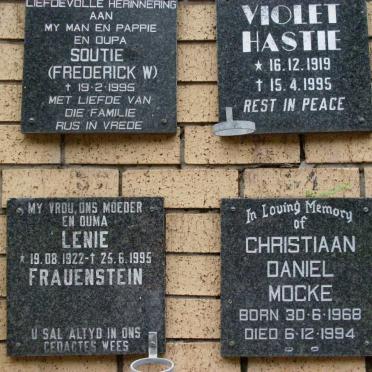 LIEFDEVOLLE HERINNERING
AAN
MY MAN EN PAPPIE
EN OUPA
SOUTIE
(FREDERICK W)
† 19-2-1995
MET LIEFDE VAN
DIE FAMILIE
RUS IN VREDE
VIOLET
HASTIE
* 16.12.1919
† 15.4.1995
REST IN PEACE
MY VROU, ONS MOEDER
EN OUMA
LENIE
* 19.08.1922 - † 25.6.1995
FRAUENSTEIN
U SAL ALTYD IN ONS
GEDAGTES WEES
In Loving Memory
of
CHRISTIAAN
DANIEL
MOCKE
BORN 30·6·1968
DIED 6·12·1994